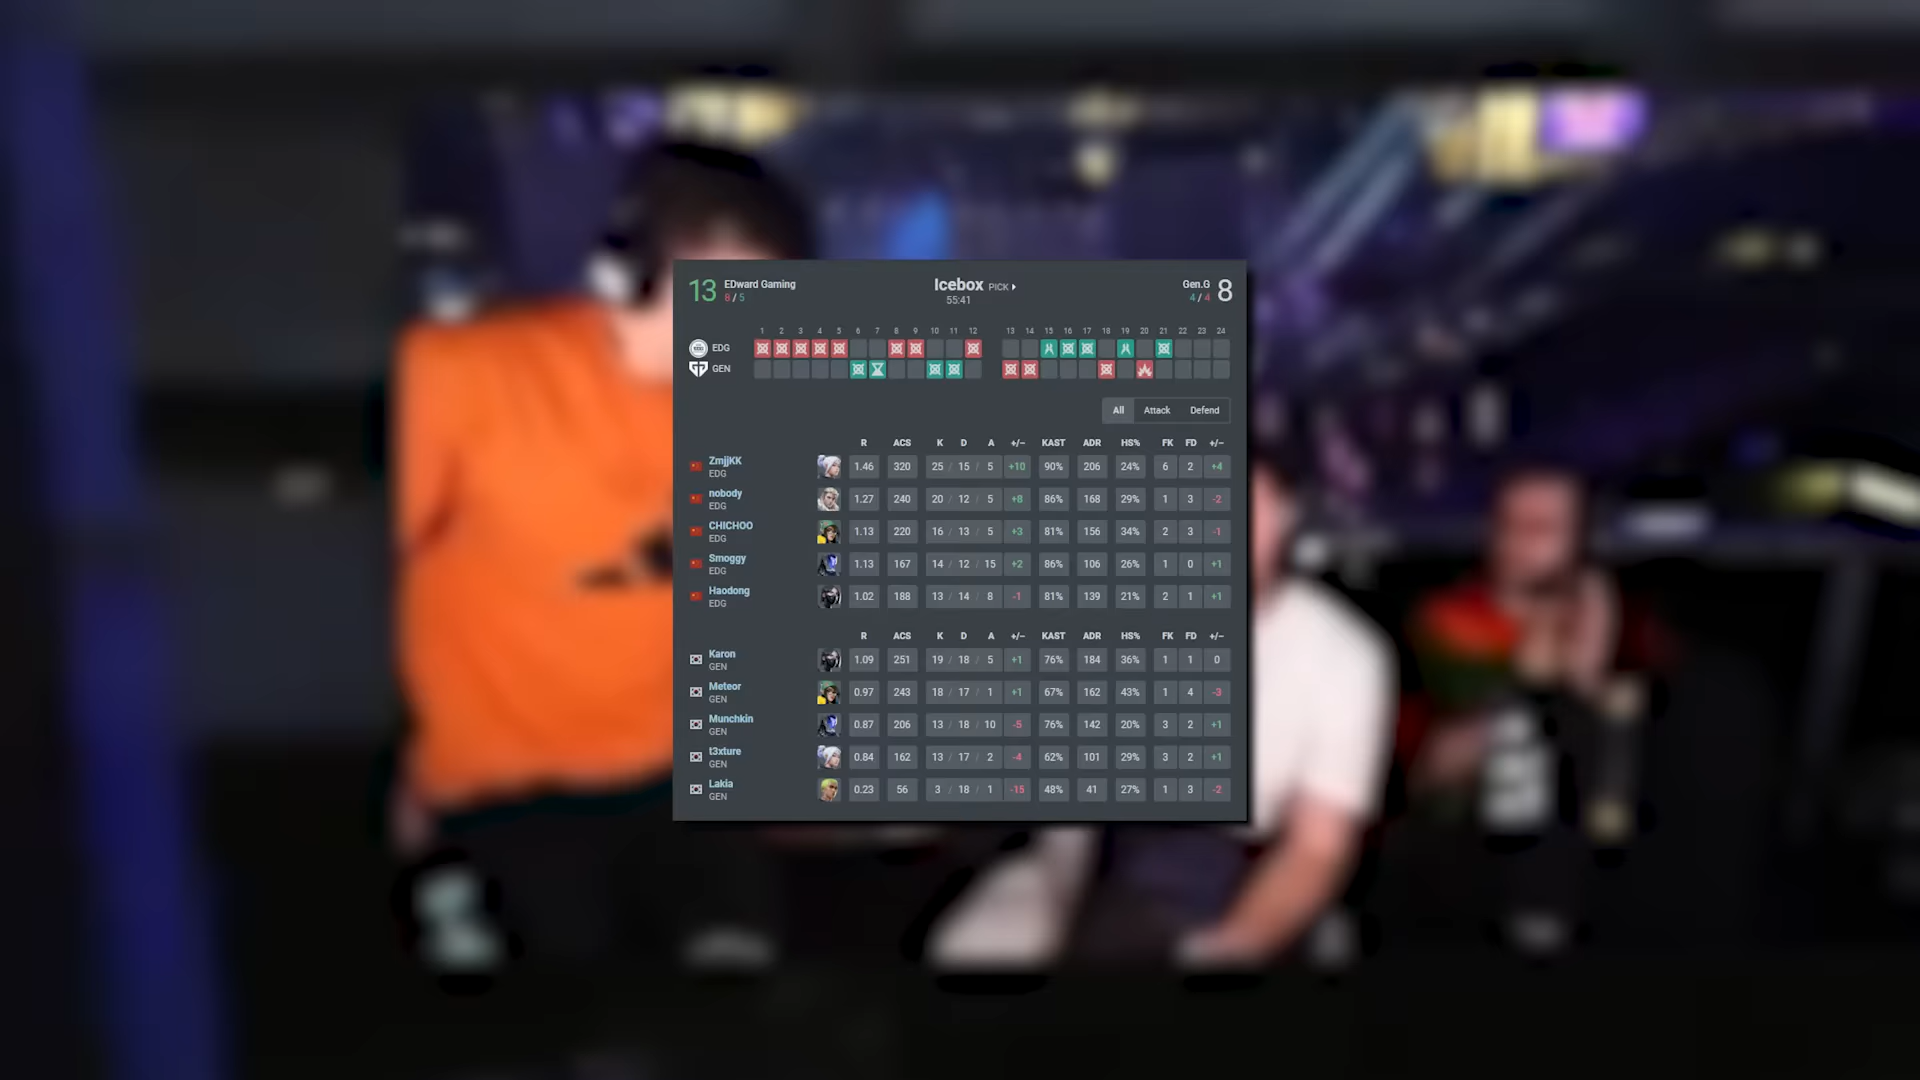 13 EDward Gaming 8 / 5 Icebox PICK 55:41 Gen.G 4 / 4 8
1 2 3 4 5 6 7 8 9 10 11 12 13 14 15 16 17 18 19 20 21 22 23 24
EDG
GEN
All Attack Defend
R ACS K D A +/– KAST ADR HS% FK FD +/–
ZmjjKK EDG 1.46 320 25 / 15 / 5 +10 90% 206 24% 6 2 +4
nobody EDG 1.27 240 20 / 12 / 5 +8 86% 168 29% 1 3 -2
CHICHOO EDG 1.13 220 16 / 13 / 5 +3 81% 156 34% 2 3 -1
Smoggy EDG 1.13 167 14 / 12 / 15 +2 86% 106 26% 1 0 +1
Haodong EDG 1.02 188 13 / 14 / 8 -1 81% 139 21% 2 1 +1
R ACS K D A +/– KAST ADR HS% FK FD +/–
Karon GEN 1.09 251 19 / 18 / 5 +1 76% 184 36% 1 1 0
Meteor GEN 0.97 243 18 / 17 / 1 +1 67% 162 43% 1 4 -3
Munchkin GEN 0.87 206 13 / 18 / 10 -5 76% 142 20% 3 2 +1
t3xture GEN 0.84 162 13 / 17 / 2 -4 62% 101 29% 3 2 +1
Lakia GEN 0.23 56 3 / 18 / 1 -15 48% 41 27% 1 3 -2